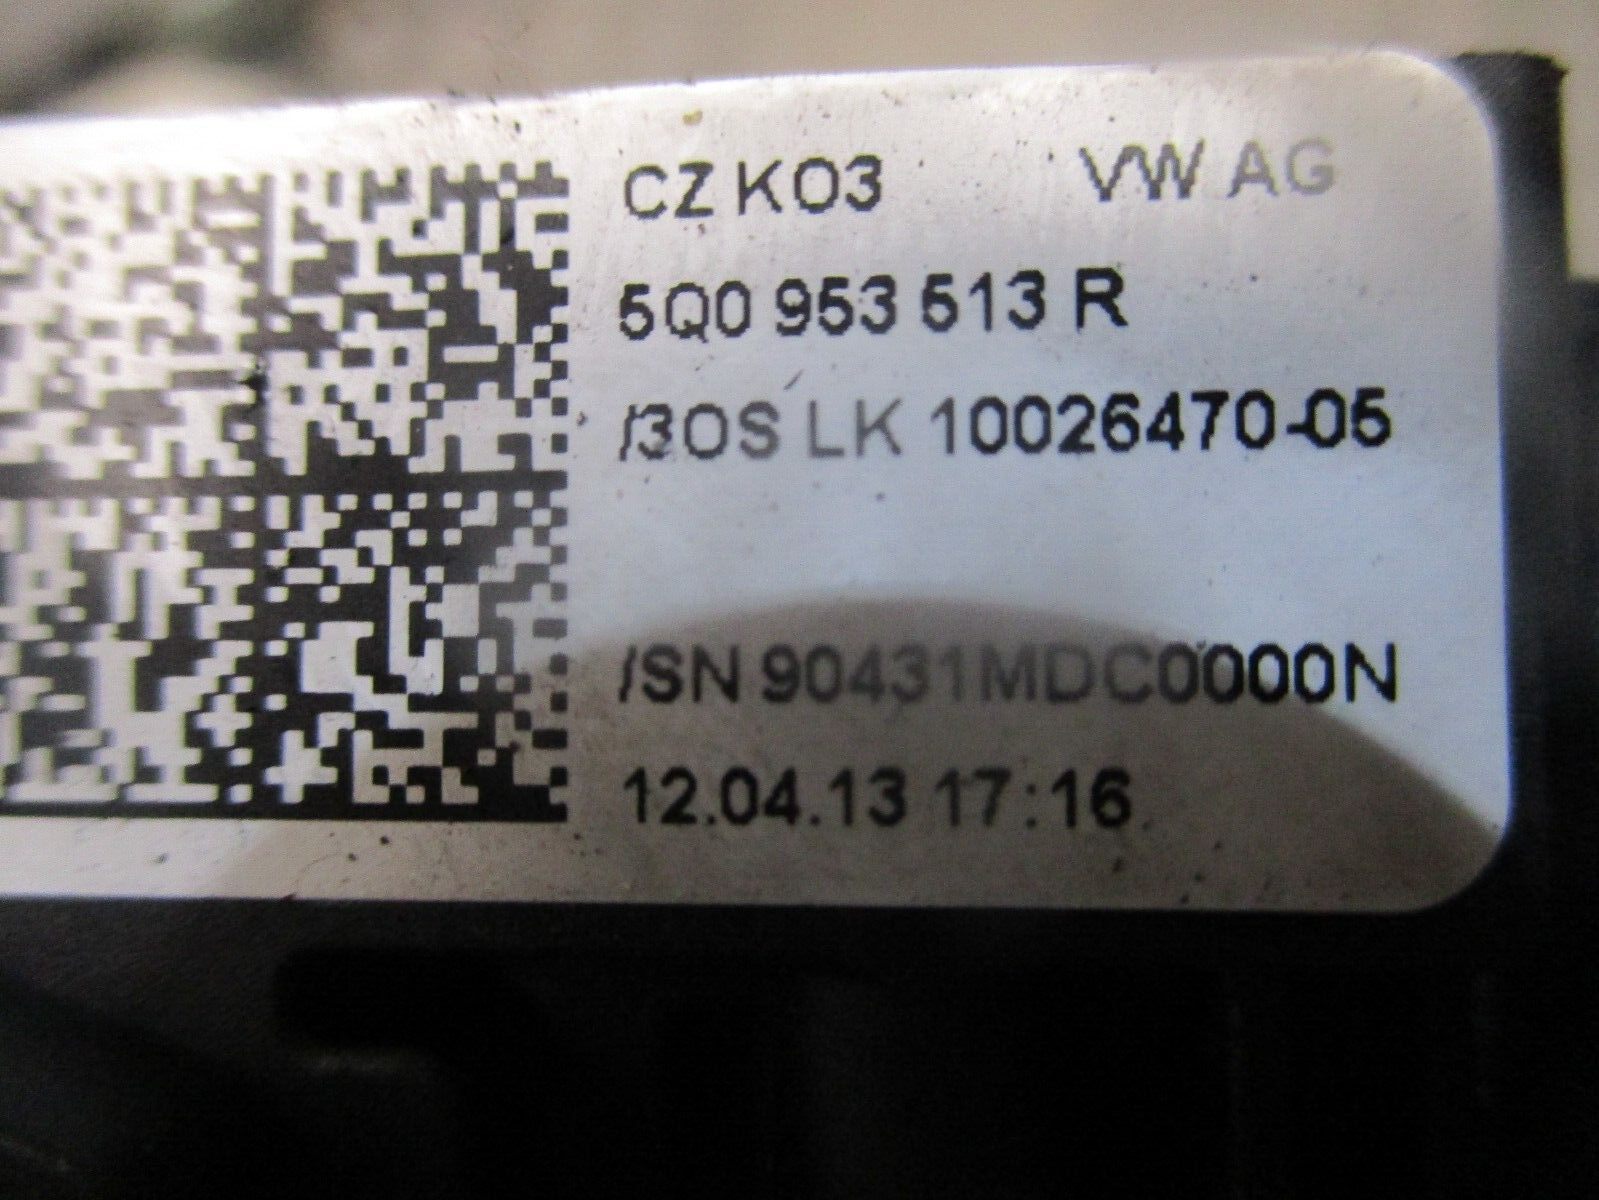 CZ KO3 VW AG
5Q0 953 513 R
/3OS LK 10026470-05
/SN 90431MDC0000N
12.04.13 17:16